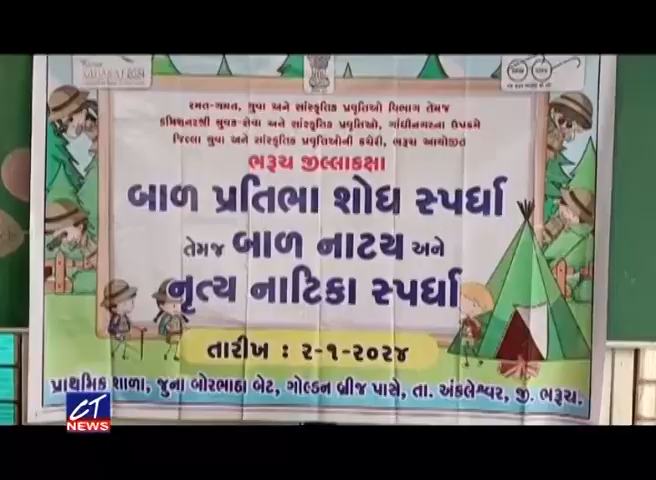 રમત-ગમત, યુવા અને સાંસ્કૃતિક પ્રવૃતિઓ વિભાગ તેમજ
કમિશનરશ્રી યુવક-સેવા અને સાંસ્કૃતિક પ્રવૃતિઓ, ગાંધીનગરના ઉપક્રમે
જિલ્લા યુવા અને સાંસ્કૃતિક પ્રવૃતિઓની કચેરી, ભરૂચ આયોજીત
ભરૂચ જીલ્લાકક્ષા
બાળ પ્રતિભા શોધ સ્પર્ધા
તેમજ બાળ નાટય અને
નૃત્ય નાટિકા સ્પર્ધા
તારીખ : ૨-૧-૨૦૨૪
પ્રાથમિક શાળા, જુના બોરભાઠા બેટ, ગોલ્ડન બ્રીજ પાસે, તા. અંકલેશ્વર, જી. ભરૂચ.
CT
NEWS